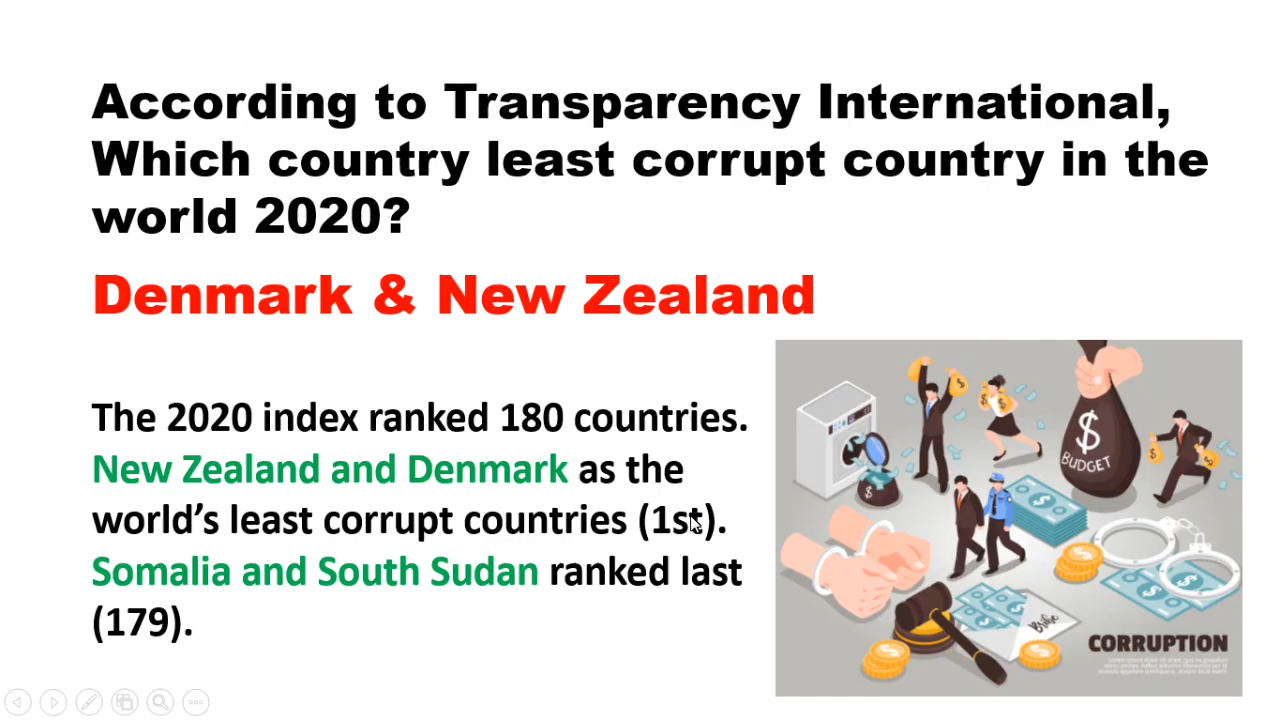 According to Transparency International,
Which country least corrupt country in the
world 2020?
Denmark & New Zealand
The 2020 index ranked 180 countries.
New Zealand and Denmark as the
world's least corrupt countries (1st).
Somalia and South Sudan ranked last
(179).
$
BUDGET
Bribe
CORRUPTION